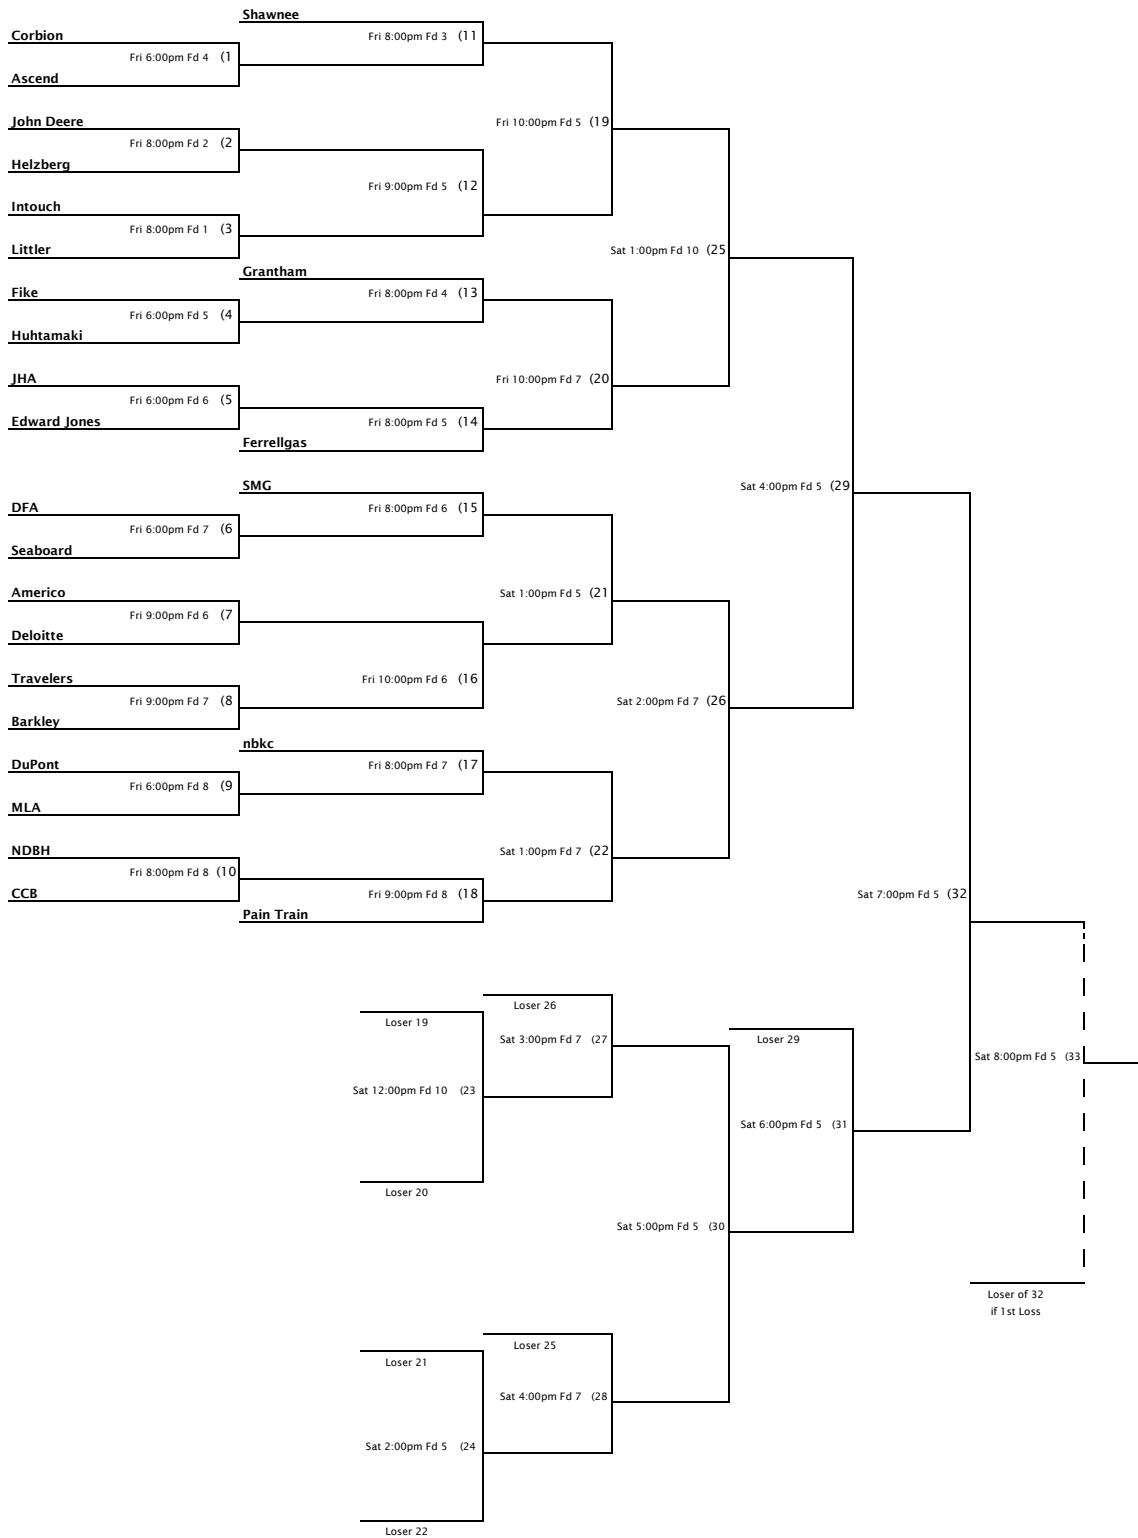 Shawnee
Corbion
Fri 8:00pm Fd 3 (11
Fri 6:00pm Fd 4 (1
Ascend
John Deere
Fri 10:00pm Fd 5 (19
Fri 8:00pm Fd 2 (2
Helzberg
Fri 9:00pm Fd 5 (12
Intouch
Fri 8:00pm Fd 1 (3
Littler
Sat 1:00pm Fd 10 (25
Grantham
Fike
Fri 8:00pm Fd 4 (13
Fri 6:00pm Fd 5 (4
Huhtamaki
JHA
Fri 10:00pm Fd 7 (20
Fri 6:00pm Fd 6 (5
Edward Jones
Fri 8:00pm Fd 5 (14
Ferrellgas
SMG
Sat 4:00pm Fd 5 (29
DFA
Fri 8:00pm Fd 6 (15
Fri 6:00pm Fd 7 (6
Seaboard
Americo
Sat 1:00pm Fd 5 (21
Fri 9:00pm Fd 6 (7
Deloitte
Travelers
Fri 10:00pm Fd 6 (16
Fri 9:00pm Fd 7 (8
Sat 2:00pm Fd 7 (26
Barkley
nbkc
DuPont
Fri 8:00pm Fd 7 (17
Fri 6:00pm Fd 8 (9
MLA
NDBH
Sat 1:00pm Fd 7 (22
Fri 8:00pm Fd 8 (10
CCB
Fri 9:00pm Fd 8 (18
Sat 7:00pm Fd 5 (32
Pain Train
Loser 26
Loser 19
Sat 3:00pm Fd 7 (27
Loser 29
Sat 8:00pm Fd 5 (33
Sat 12:00pm Fd 10 (23
Sat 6:00pm Fd 5 (31
Loser 20
Sat 5:00pm Fd 5 (30
Loser of 32
if 1st Loss
Loser 25
Loser 21
Sat 4:00pm Fd 7 (28
Sat 2:00pm Fd 5 (24
Loser 22